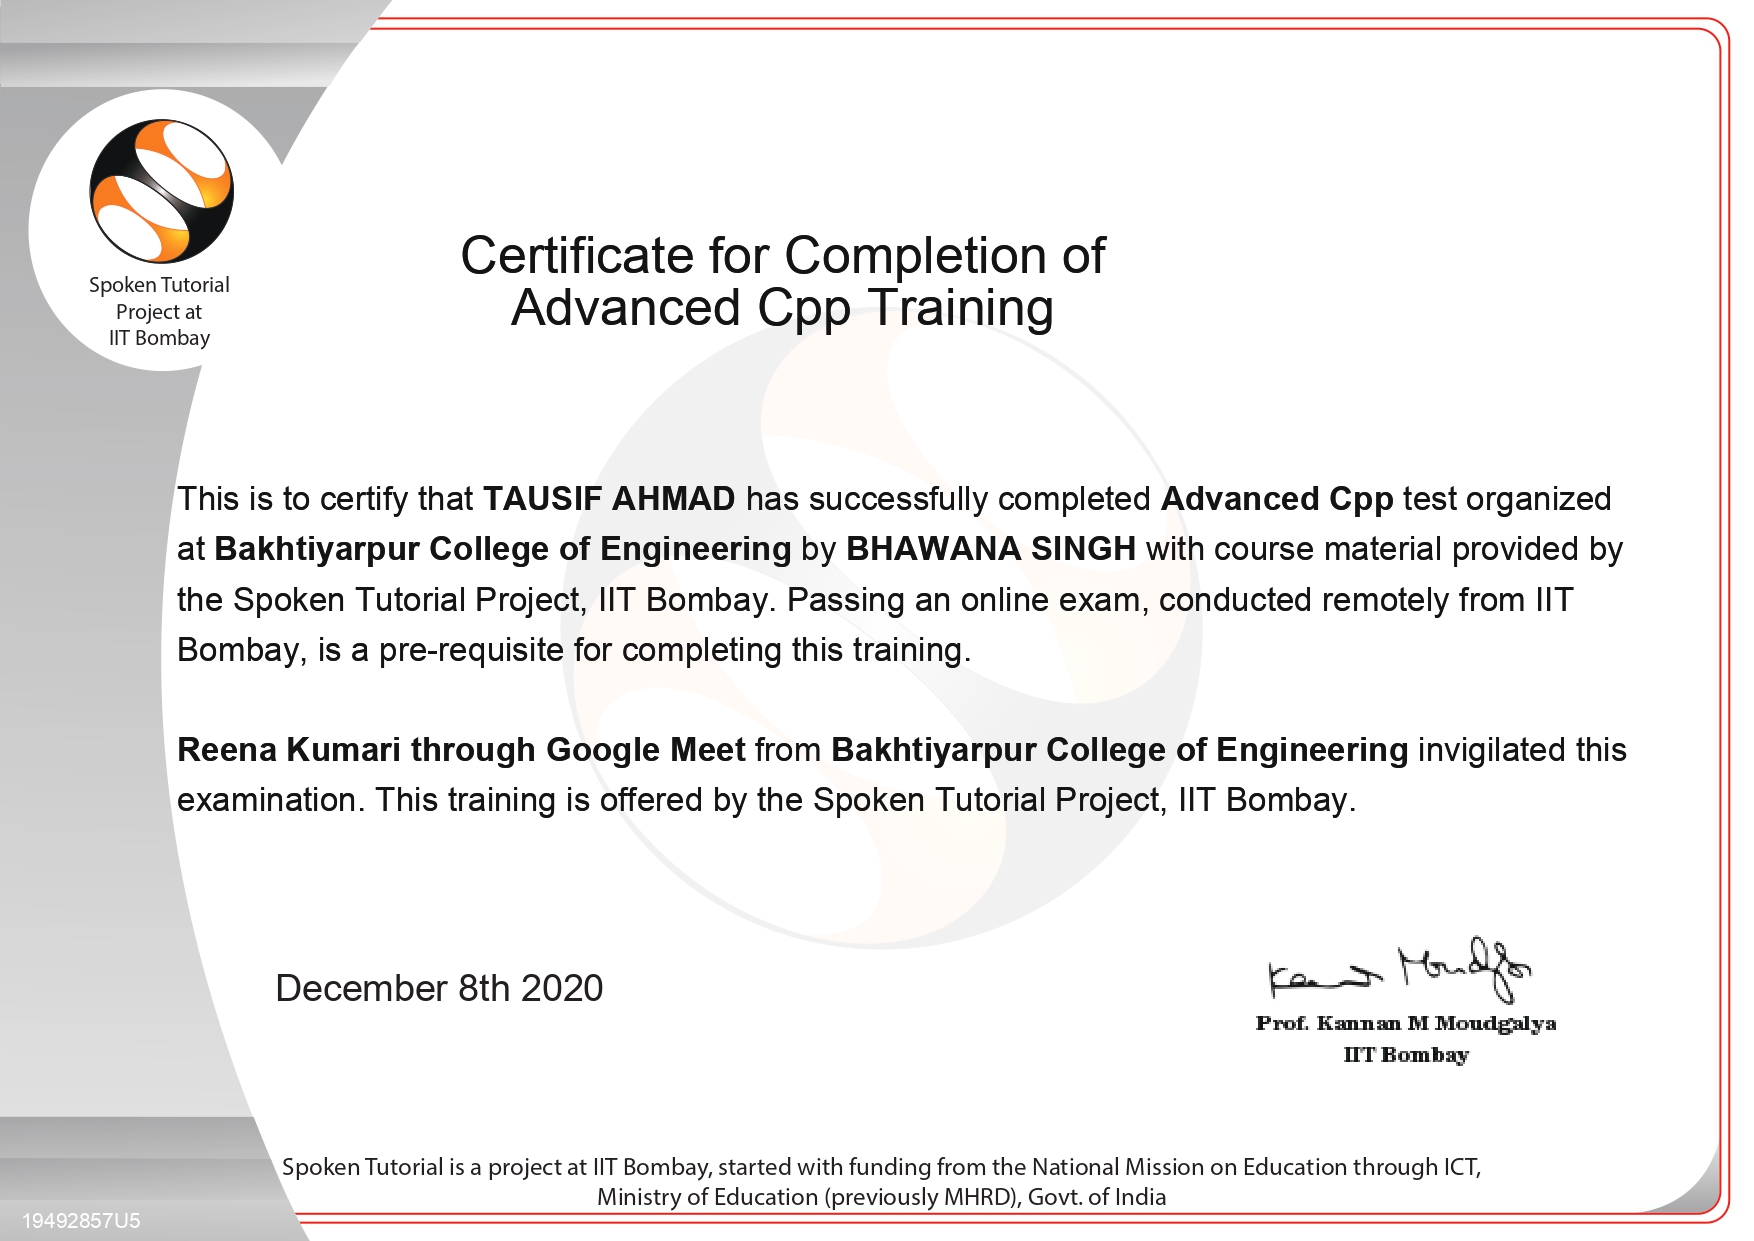 Spoken Tutorial
Project at
IIT Bombay
Certificate for Completion of
Advanced Cpp Training
This is to certify that TAUSIF AHMAD has successfully completed Advanced Cpp test organized
at Bakhtiyarpur College of Engineering by BHAWANA SINGH with course material provided by
the Spoken Tutorial Project, IIT Bombay. Passing an online exam, conducted remotely from IIT
Bombay, is a pre-requisite for completing this training.
Reena Kumari through Google Meet from Bakhtiyarpur College of Engineering invigilated this
examination. This training is offered by the Spoken Tutorial Project, IIT Bombay.
December 8th 2020
Kannan Moudgalya
Prof. Kannan M Moudgalya
IIT Bombay
Spoken Tutorial is a project at IIT Bombay, started with funding from the National Mission on Education through ICT,
Ministry of Education (previously MHRD), Govt. of India
19492857U5